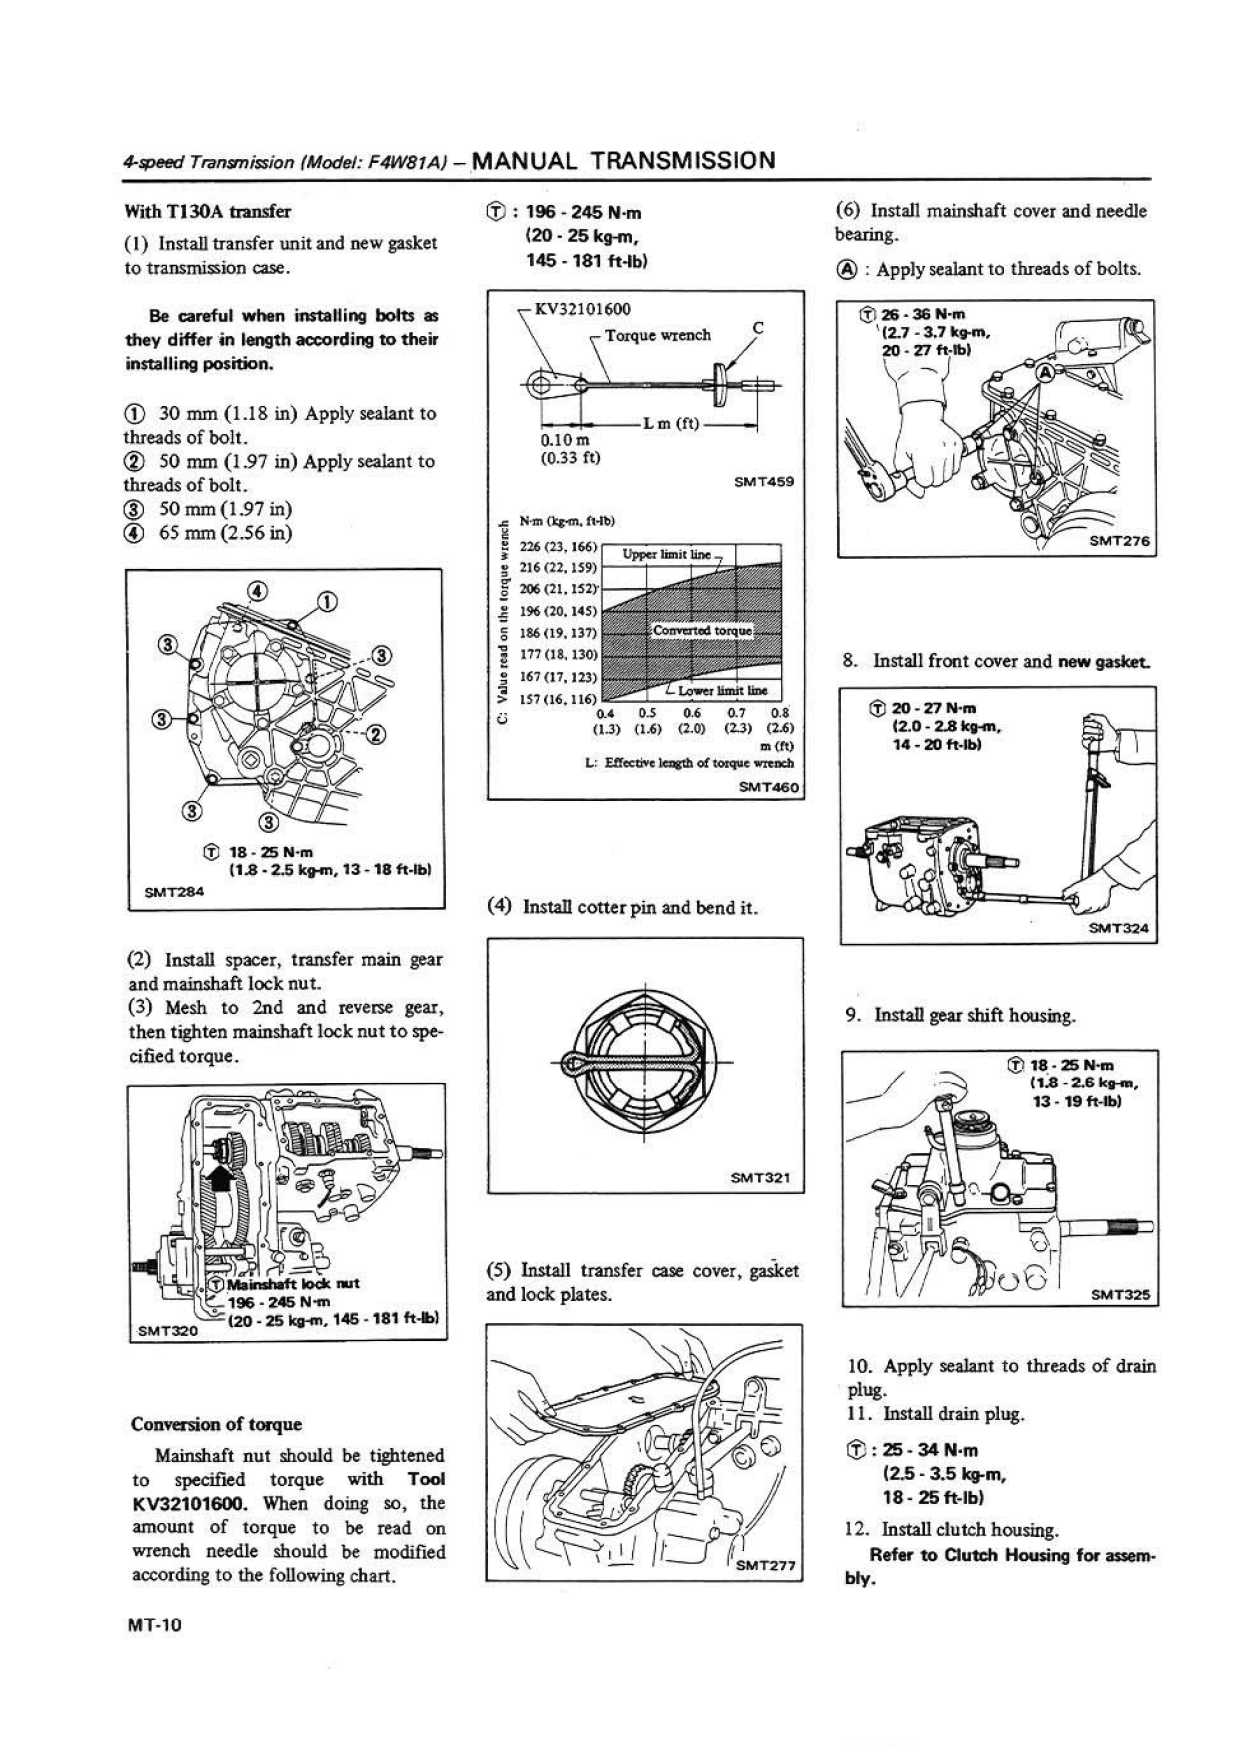 4-speed Transmission (Model: F4W81A) – MANUAL TRANSMISSION
With T130A transfer
(1) Install transfer unit and new gasket
to transmission case.
Be careful when installing bolts as
they differ in length according to their
installing position.
① 30 mm (1.18 in) Apply sealant to
threads of bolt.
② 50 mm (1.97 in) Apply sealant to
threads of bolt.
③ 50 mm (1.97 in)
④ 65 mm (2.56 in)
④
①
③
③
③
②
③
③
Ⓣ 18 - 25 N·m
(1.8 - 2.5 kg-m, 13 - 18 ft-lb)
SMT284
(2) Install spacer, transfer main gear
and mainshaft lock nut.
(3) Mesh to 2nd and reverse gear,
then tighten mainshaft lock nut to spe-
cified torque.
Ⓣ Mainshaft lock nut
196 - 245 N·m
(20 - 25 kg-m, 145 - 181 ft-lb)
SMT320
Conversion of torque
Mainshaft nut should be tightened
to specified torque with Tool
KV32101600. When doing so, the
amount of torque to be read on
wrench needle should be modified
according to the following chart.
MT-10
Ⓣ : 196 - 245 N·m
(20 - 25 kg-m,
145 - 181 ft-lb)
KV32101600
Torque wrench
C
L m (ft)
0.10 m
(0.33 ft)
SMT459
C: Value read on the torque wrench
N·m (kg-m, ft-lb)
226 (23, 166)
216 (22, 159)
206 (21, 152)
196 (20, 145)
186 (19, 137)
177 (18, 130)
167 (17, 123)
157 (16, 116)
Upper limit line
Converted torque
Lower limit line
0.4 0.5 0.6 0.7 0.8
(1.3) (1.6) (2.0) (2.3) (2.6)
m (ft)
L: Effective length of torque wrench
SMT460
(4) Install cotter pin and bend it.
SMT321
(5) Install transfer case cover, gasket
and lock plates.
SMT277
(6) Install mainshaft cover and needle
bearing.
Ⓐ : Apply sealant to threads of bolts.
Ⓣ 26 - 36 N·m
(2.7 - 3.7 kg-m,
20 - 27 ft-lb)
Ⓐ
SMT276
8. Install front cover and new gasket.
Ⓣ 20 - 27 N·m
(2.0 - 2.8 kg-m,
14 - 20 ft-lb)
SMT324
9. Install gear shift housing.
Ⓣ 18 - 25 N·m
(1.8 - 2.6 kg-m,
13 - 19 ft-lb)
SMT325
10. Apply sealant to threads of drain
plug.
11. Install drain plug.
Ⓣ : 25 - 34 N·m
(2.5 - 3.5 kg-m,
18 - 25 ft-lb)
12. Install clutch housing.
Refer to Clutch Housing for assem-
bly.